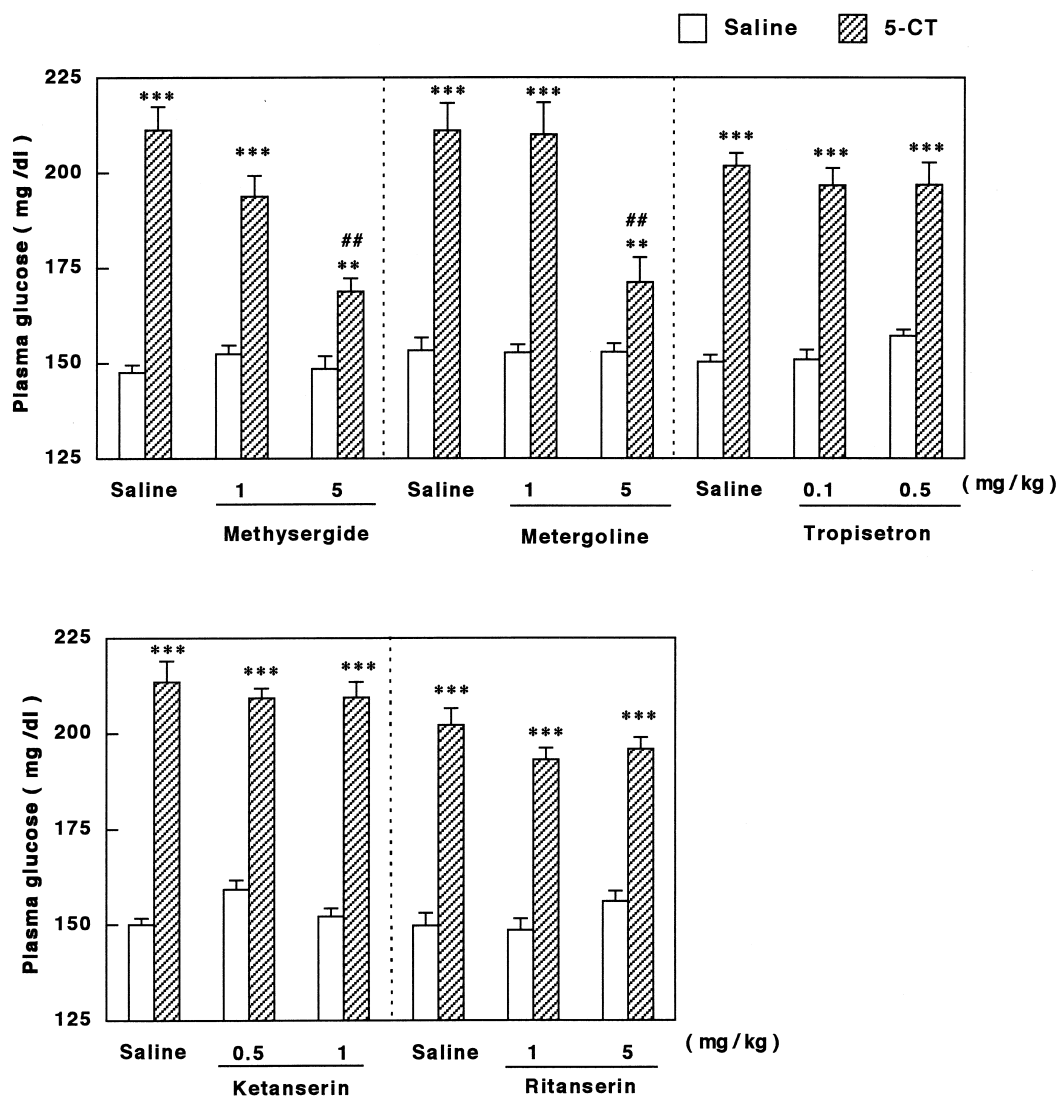 Saline 5-CT
Plasma glucose ( mg /dl )
225
200
175
150
125
*** *** ## ** *** *** ## ** *** *** ***
Saline 1 5 Saline 1 5 Saline 0.1 0.5 ( mg / kg )
Methysergide Metergoline Tropisetron
Plasma glucose ( mg /dl )
225
200
175
150
125
*** *** *** *** *** ***
Saline 0.5 1 Saline 1 5 ( mg / kg )
Ketanserin Ritanserin